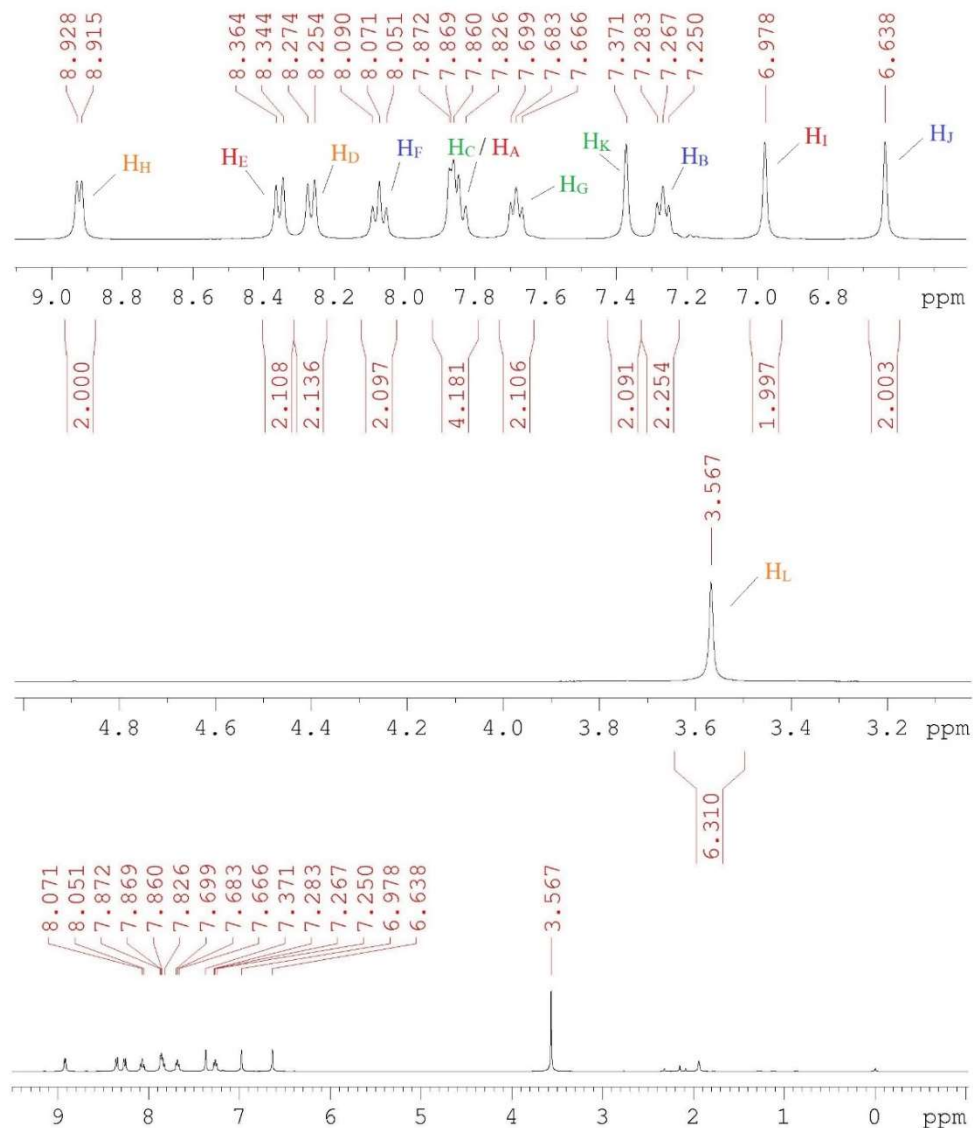 8.928 8.915 8.364 8.344 8.274 8.254 8.090 8.071 8.051 7.872 7.869 7.860 7.826 7.699 7.683 7.666 7.371 7.283 7.267 7.250 6.978 6.638
HH HE HD HF HC / HA HG HK HB HI HJ
9.0 8.8 8.6 8.4 8.2 8.0 7.8 7.6 7.4 7.2 7.0 6.8 ppm
2.000 2.108 2.136 2.097 4.181 2.106 2.091 2.254 1.997 2.003
3.567
HL
4.8 4.6 4.4 4.2 4.0 3.8 3.6 3.4 3.2 ppm
6.310
8.071 8.051 7.872 7.869 7.860 7.826 7.699 7.683 7.666 7.371 7.283 7.267 7.250 6.978 6.638 3.567
9 8 7 6 5 4 3 2 1 0 ppm